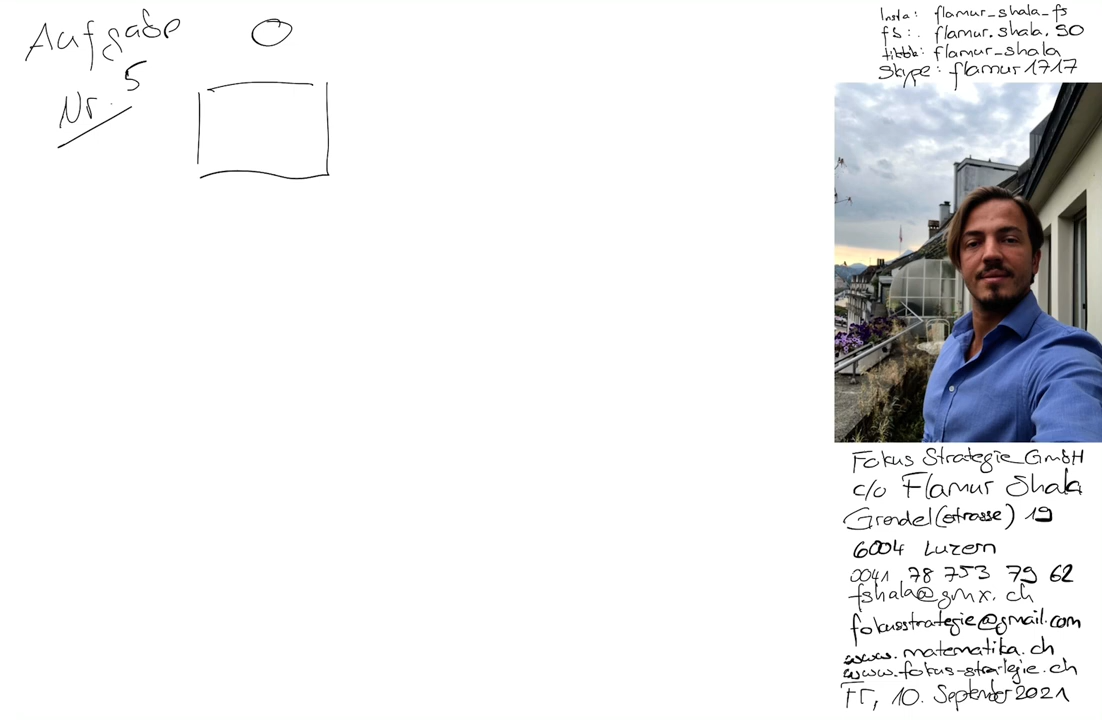 Aufgabe
Nr. 5
Insta: flamur_shala_fs
fb: flamur.shala.90
tiktok: flamur_shala
Skype: flamur1717
Fokus Strategie GmbH
c/o Flamur Shala
Grendel(strasse) 19
6004 Luzern
0041 78 753 79 62
fshala@gmx.ch
fokusstrategie@gmail.com
www.matematika.ch
www.fokus-strategie.ch
Fr, 10. September 2021